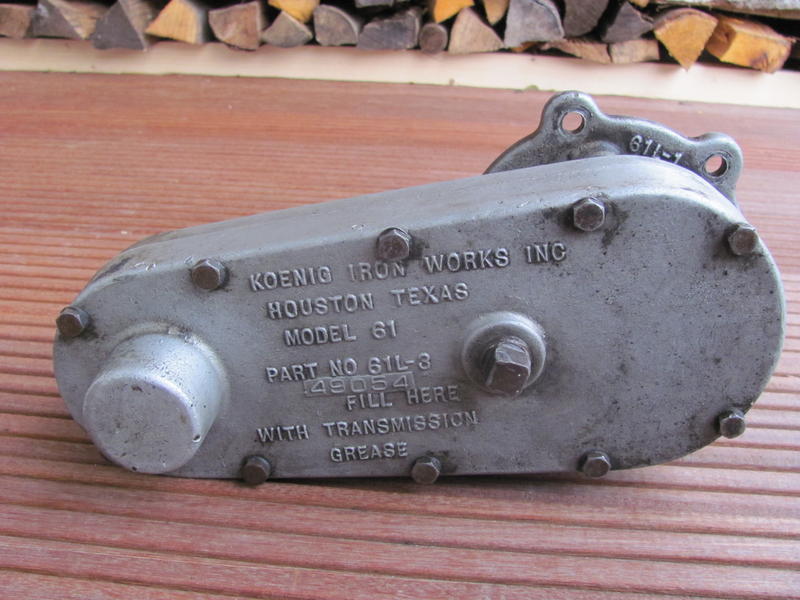 61L-1
KOENIG IRON WORKS INC
HOUSTON TEXAS
MODEL 61
PART NO 61L-3
49054
FILL HERE
WITH TRANSMISSION
GREASE